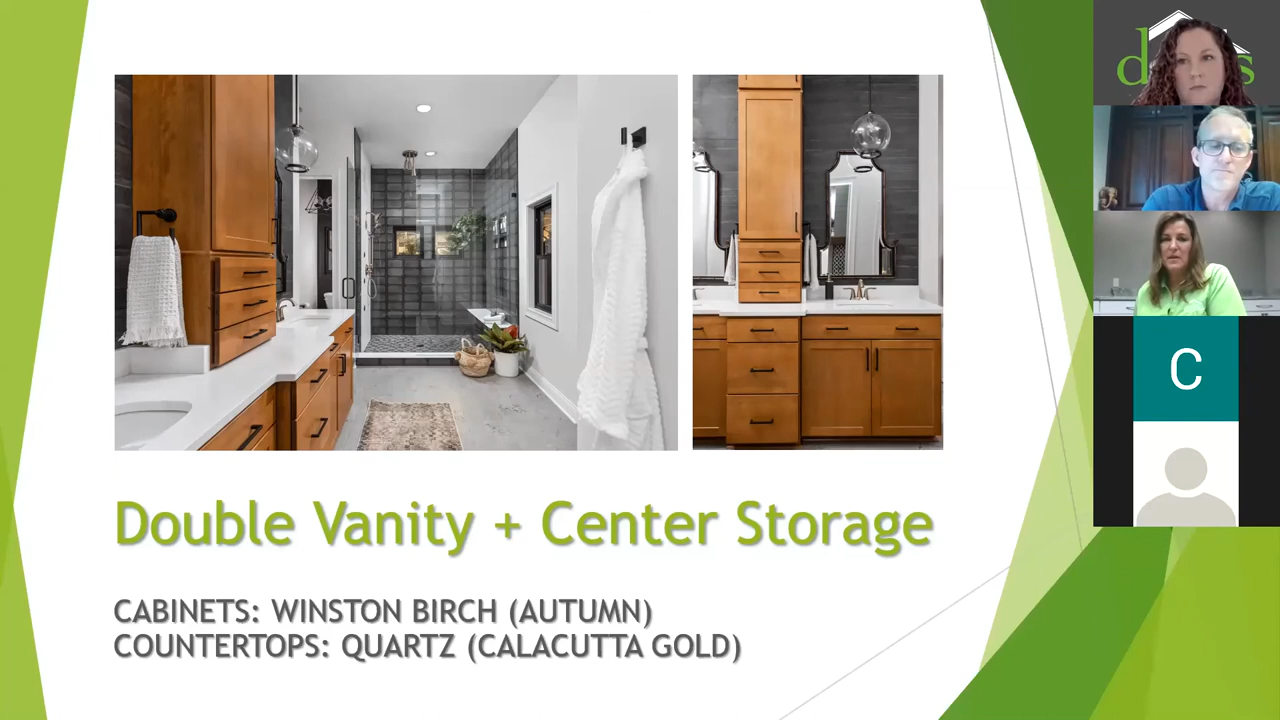 Double Vanity + Center Storage
CABINETS: WINSTON BIRCH (AUTUMN)
COUNTERTOPS: QUARTZ (CALACUTTA GOLD)
C